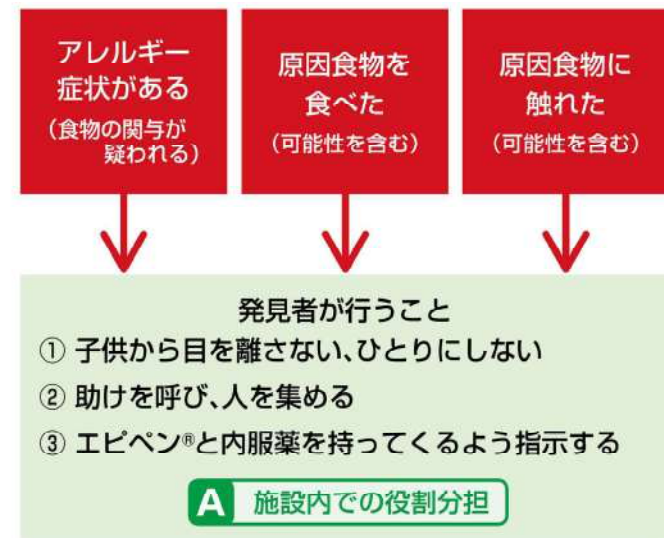 アレルギー
症状がある
(食物の関与が
疑われる)
原因食物を
食べた
(可能性を含む)
原因食物に
触れた
(可能性を含む)
発見者が行うこと
① 子供から目を離さない、ひとりにしない
② 助けを呼び、人を集める
③ エピペン®と内服薬を持ってくるよう指示する
A 施設内での役割分担